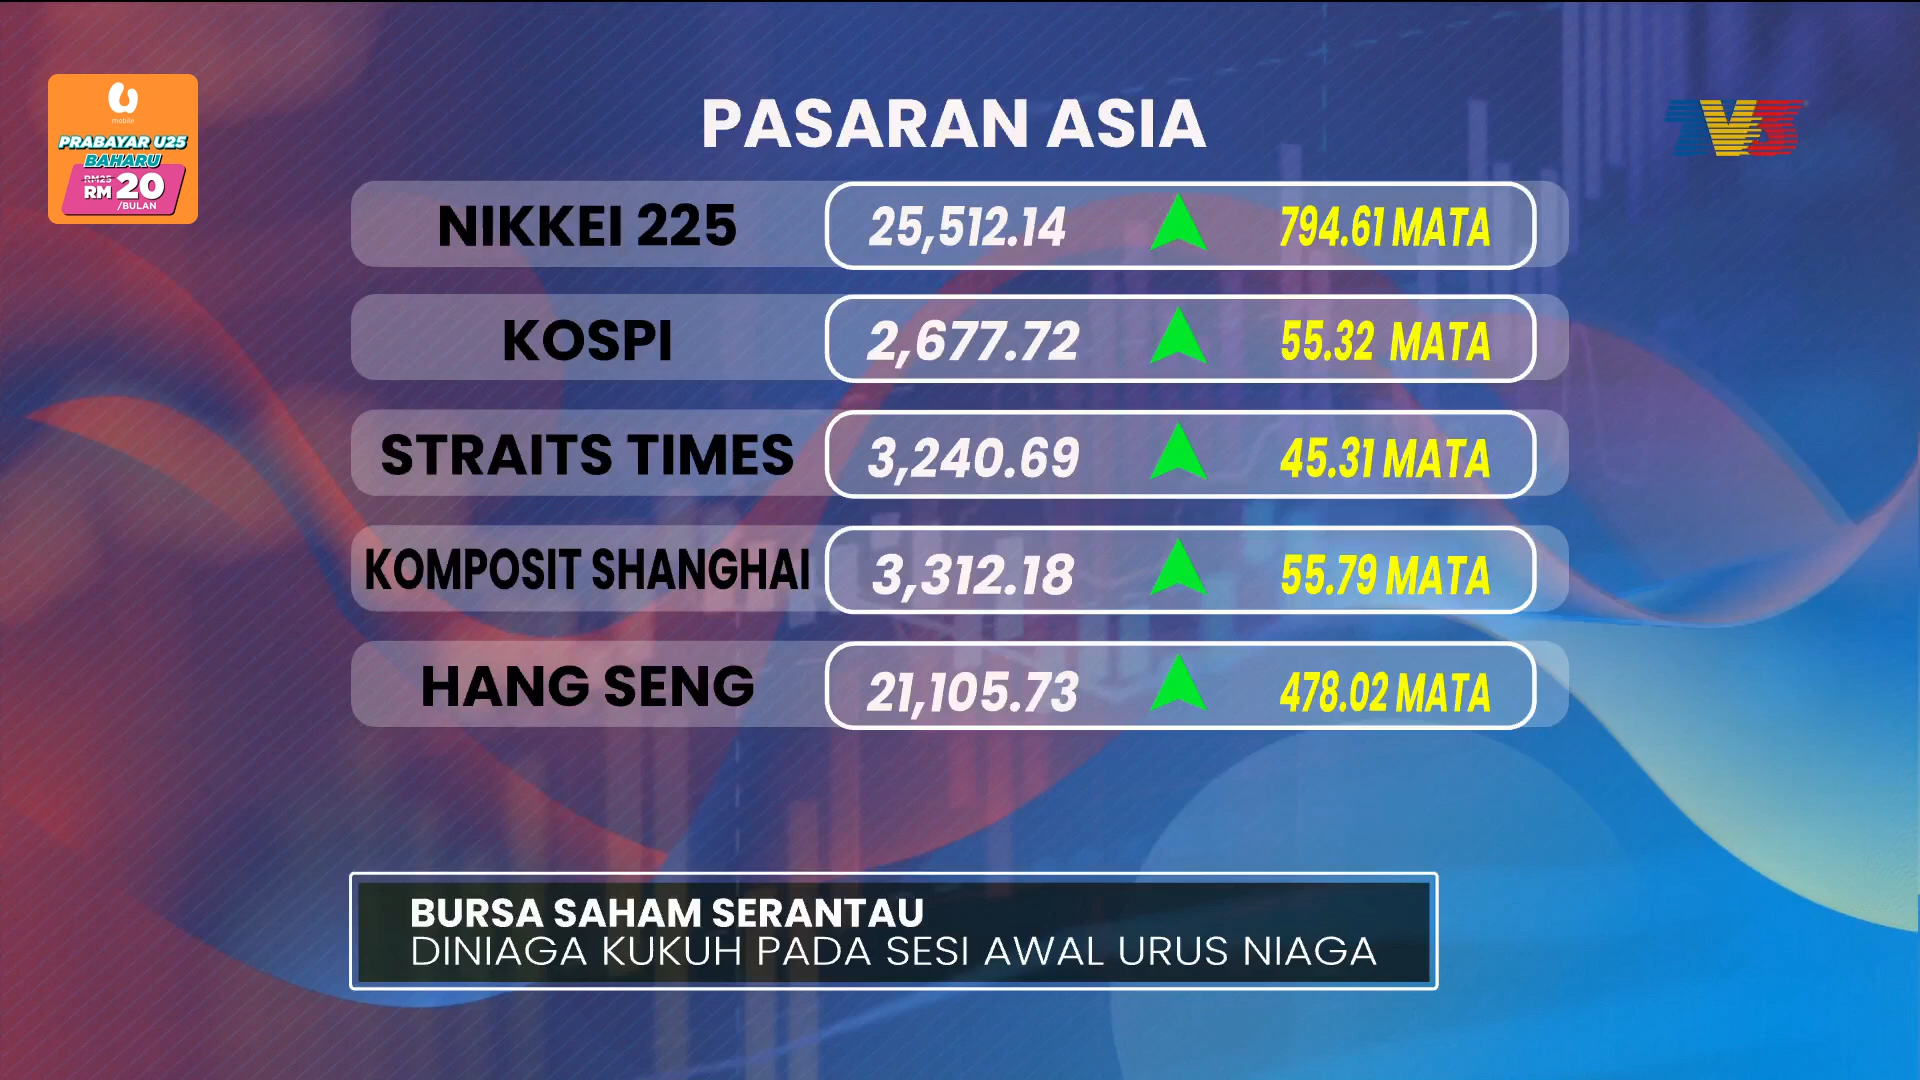 PASARAN ASIA
mobile
PRABAYAR U25
BAHARU
RM25
RM 20
/BULAN
TV3
NIKKEI 225 25,512.14 794.61 MATA
KOSPI 2,677.72 55.32 MATA
STRAITS TIMES 3,240.69 45.31 MATA
KOMPOSIT SHANGHAI 3,312.18 55.79 MATA
HANG SENG 21,105.73 478.02 MATA
BURSA SAHAM SERANTAU
DINIAGA KUKUH PADA SESI AWAL URUS NIAGA